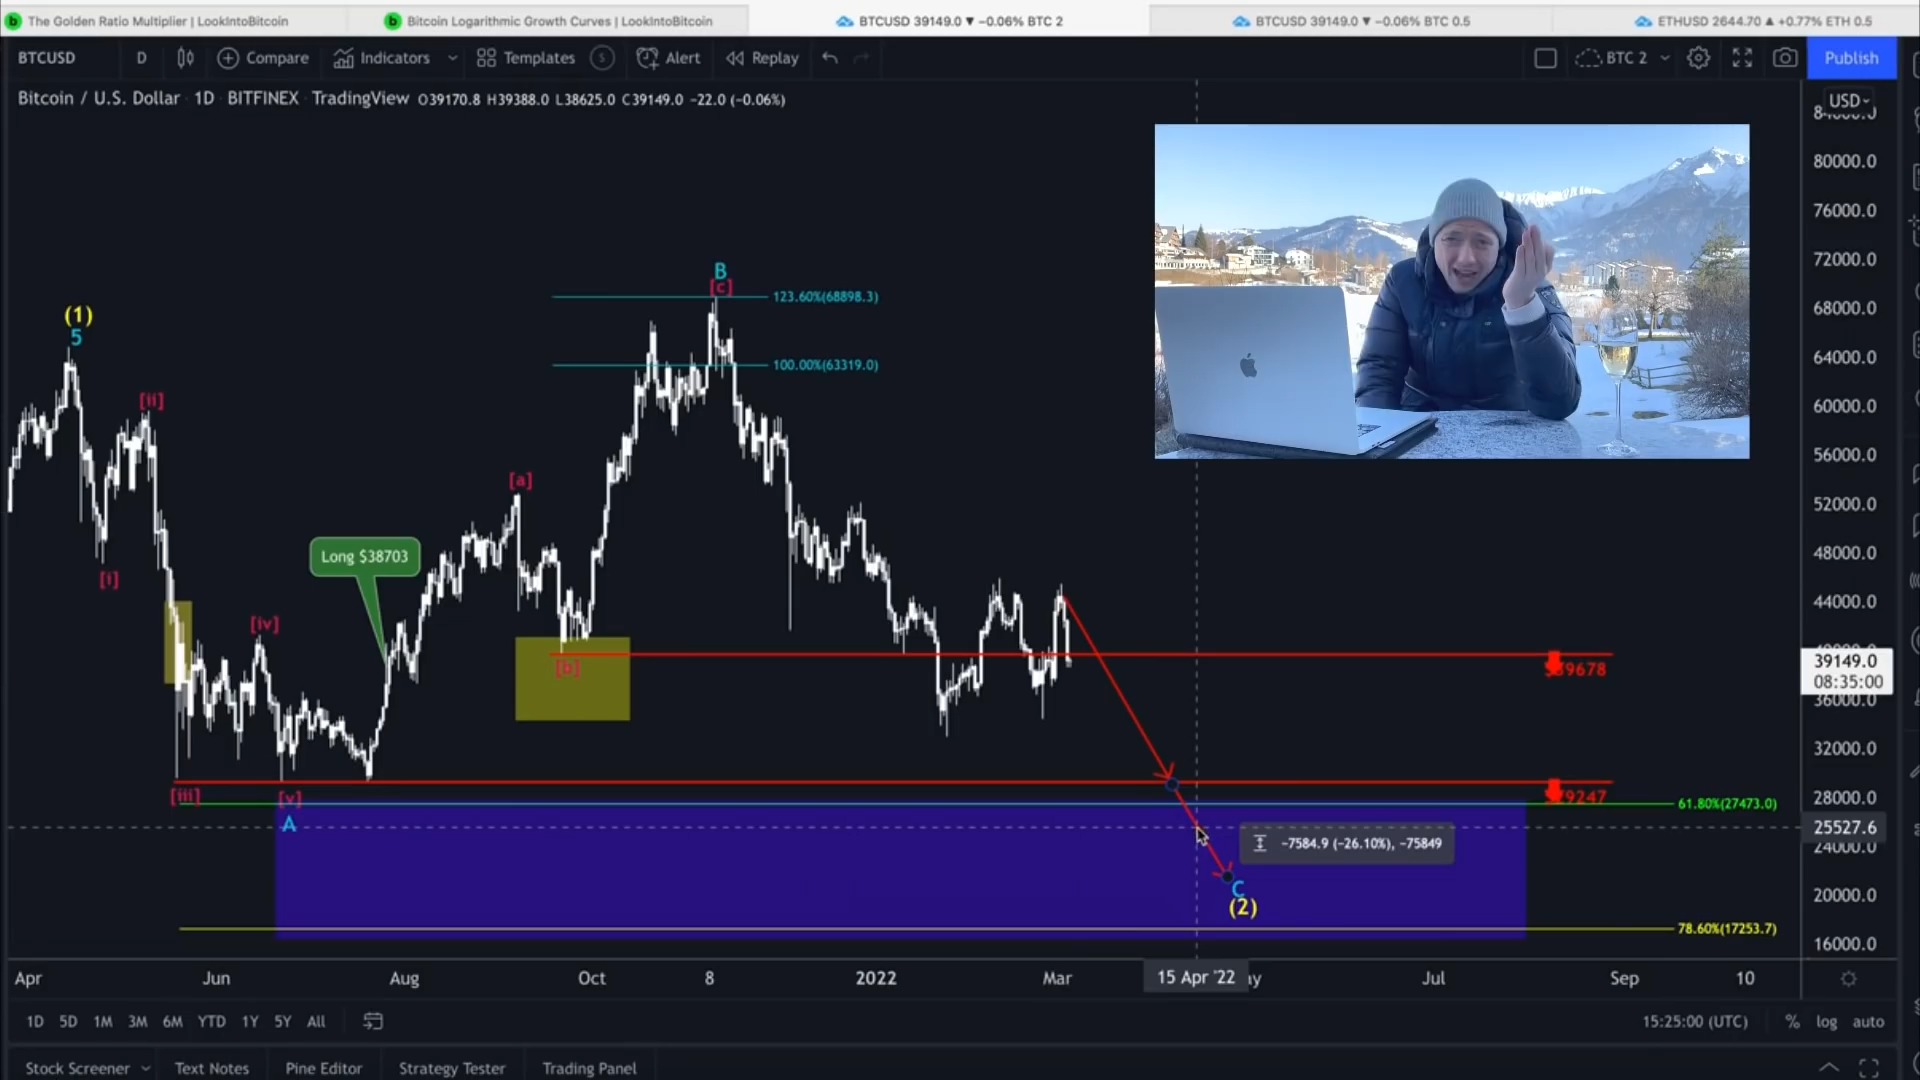 The Golden Ratio Multiplier | LookIntoBitcoin
Bitcoin Logarithmic Growth Curves | LookIntoBitcoin
BTCUSD 39149.0 ▼ −0.06% BTC 2
BTCUSD 39149.0 ▼ −0.06% BTC 0.5
ETHUSD 2644.70 ▲ +0.77% ETH 0.5
BTCUSD D Compare Indicators Templates S Alert Replay BTC 2 Publish
Bitcoin / U.S. Dollar 1D BITFINEX TradingView O39170.8 H39388.0 L38625.0 C39149.0 −22.0 (−0.06%)
USD
80000.0
76000.0
72000.0
68000.0
64000.0
60000.0
56000.0
52000.0
48000.0
44000.0
39149.0
08:35:00
36000.0
32000.0
28000.0
25527.6
24000.0
20000.0
16000.0
B
[c]
123.60%(68898.3)
(1)
5
100.00%(63319.0)
[ii]
[a]
Long $38703
[i]
[iv]
[b]
39678
[iii]
[v]
29247
61.80%(27473.0)
A
−7584.9 (−26.10%), −75849
C
(2)
78.60%(17253.7)
Apr Jun Aug Oct 8 2022 Mar 15 Apr '22 Jul Sep 10
1D 5D 1M 3M 6M YTD 1Y 5Y All
15:25:00 (UTC) % log auto
Stock Screener Text Notes Pine Editor Strategy Tester Trading Panel